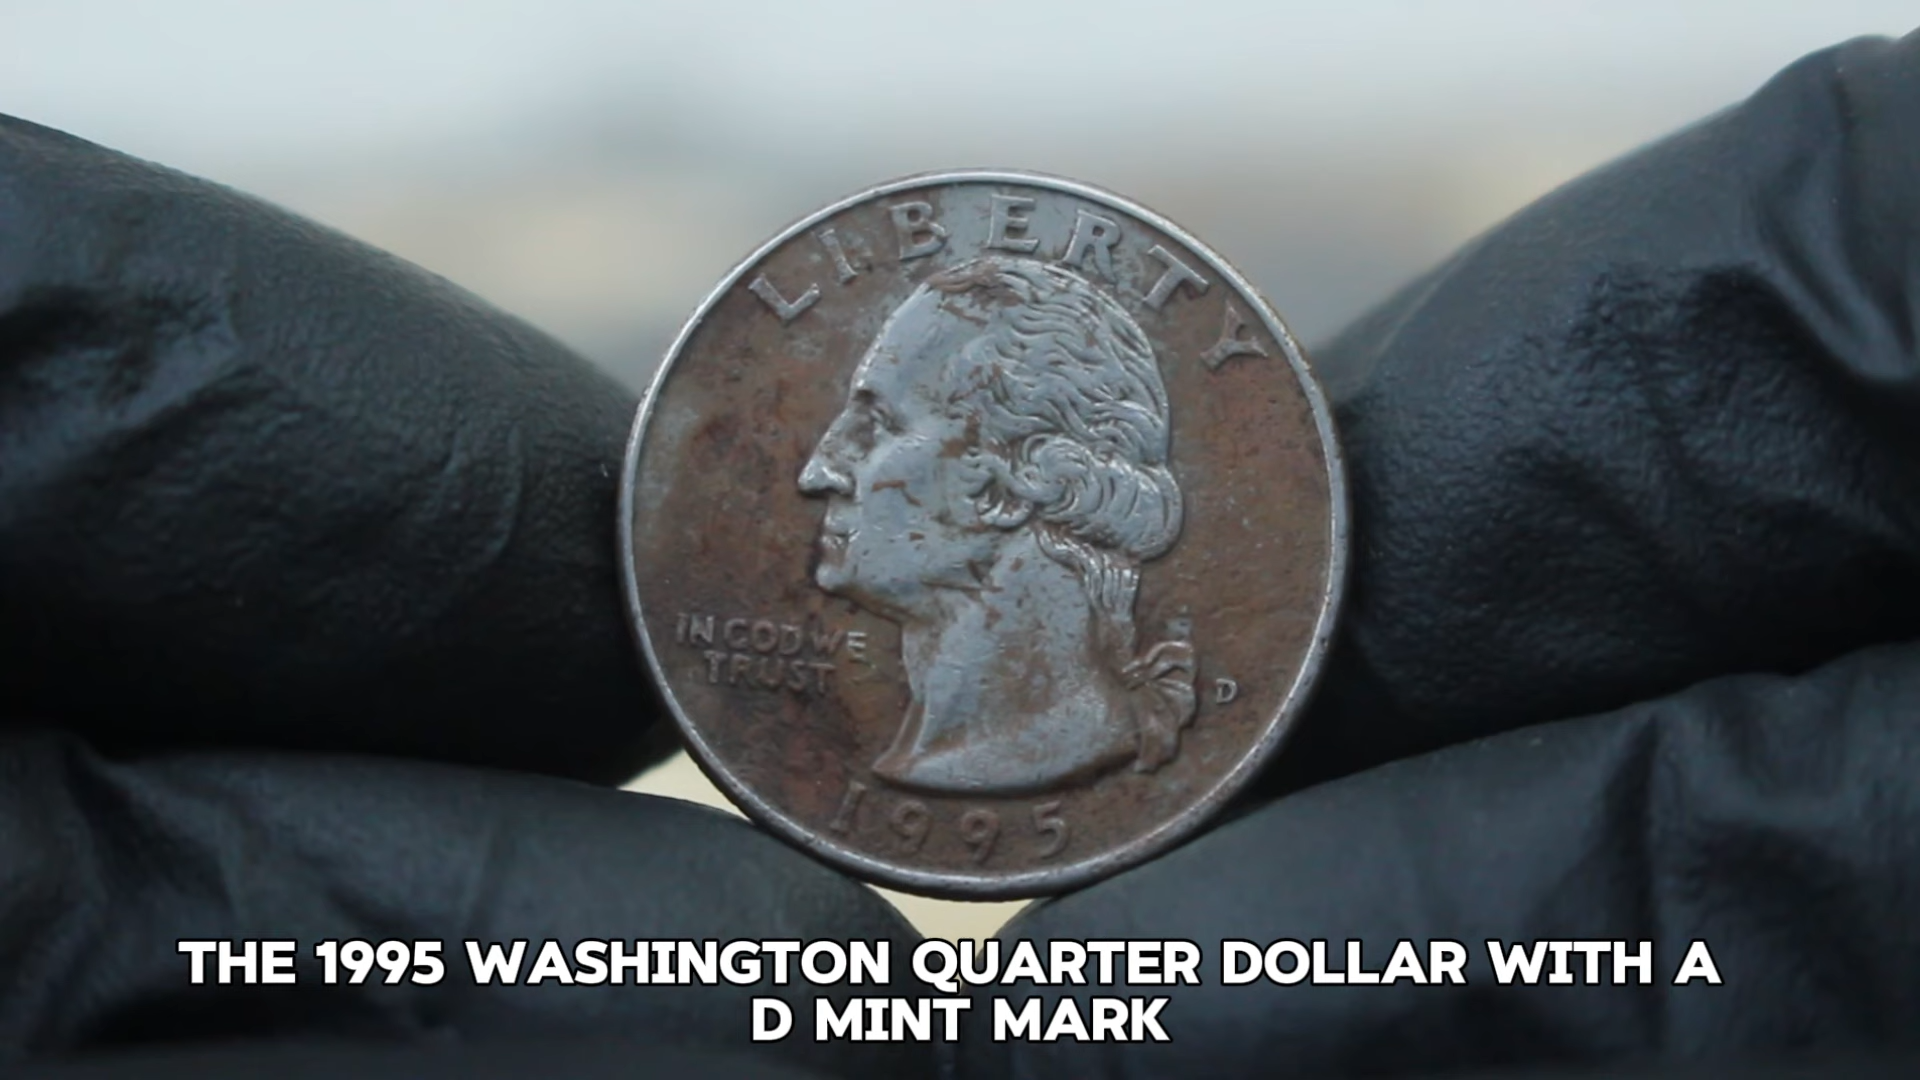 LIBERTY
IN GOD WE
TRUST
D
1995
THE 1995 WASHINGTON QUARTER DOLLAR WITH A
D MINT MARK